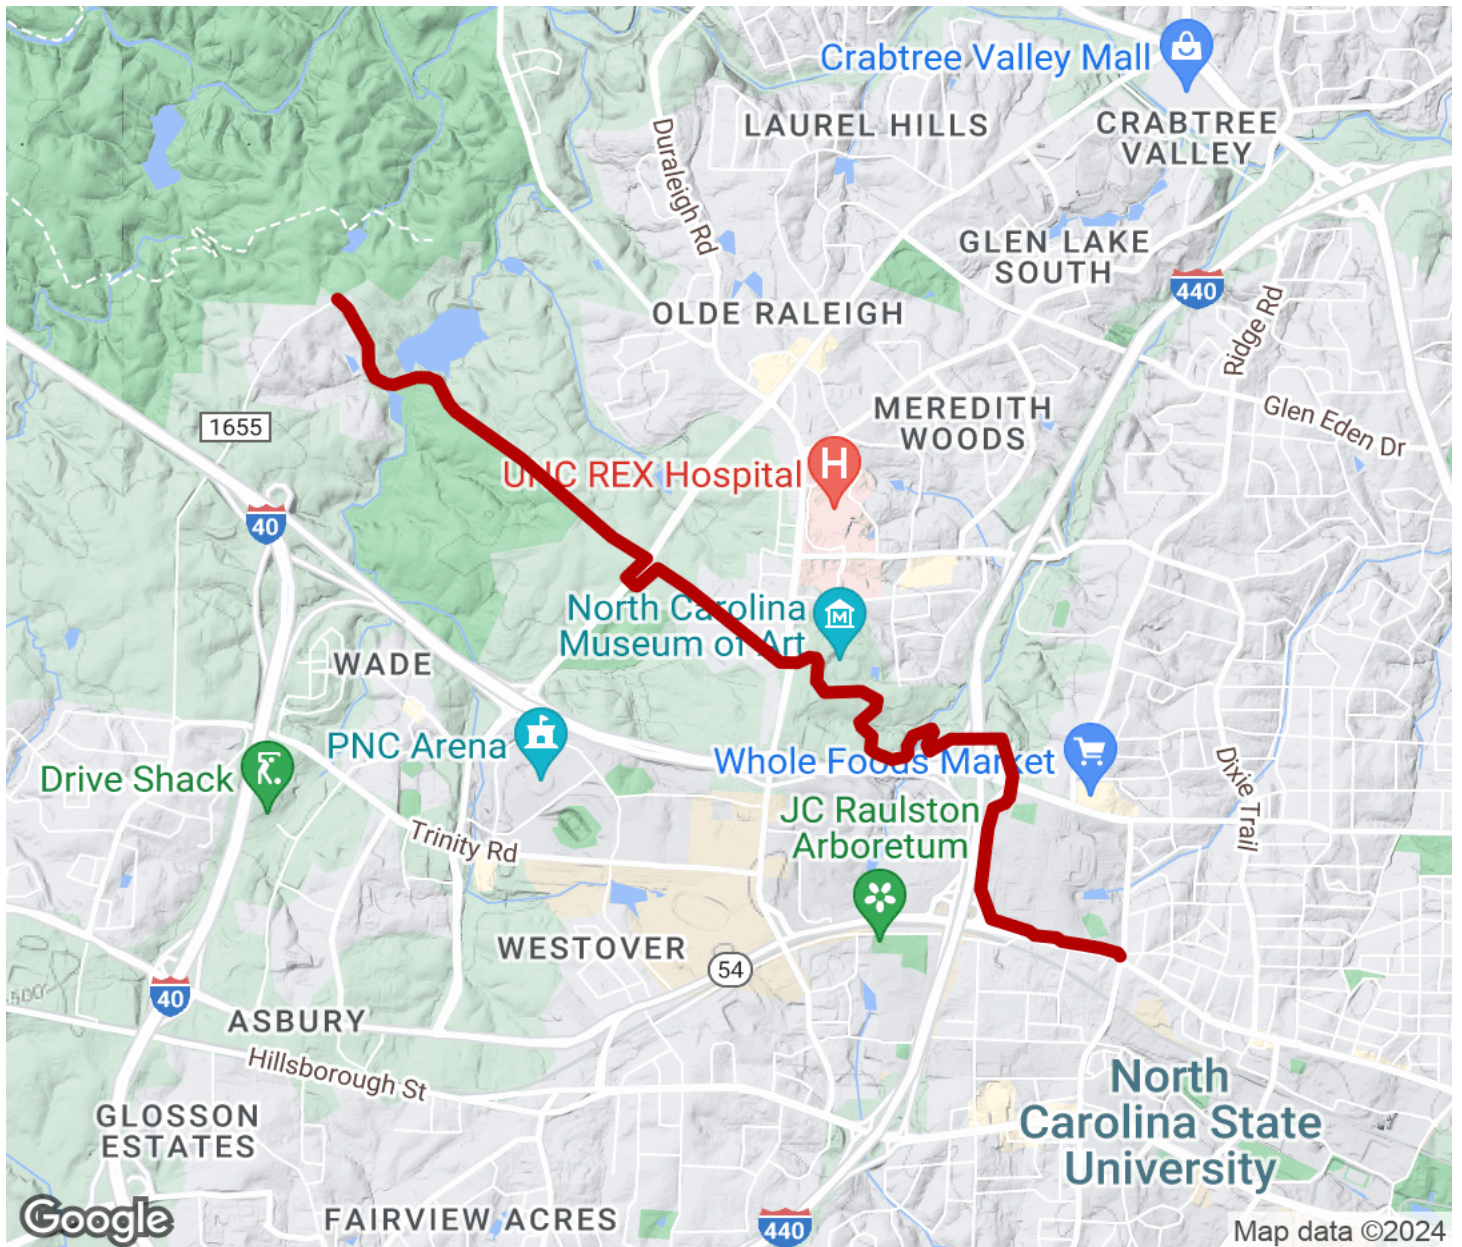 Crabtree Valley Mall
LAUREL HILLS
CRABTREE
VALLEY
Duraleigh Rd
GLEN LAKE
SOUTH
440
Ridge Rd
OLDE RALEIGH
MEREDITH
WOODS
Glen Eden Dr
1655
UNC REX Hospital
H
40
North Carolina
Museum of Art
M
WADE
PNC Arena
Whole Foods Market
Drive Shack
Dixie Trail
JC Raulston
Arboretum
Trinity Rd
WESTOVER
54
40
500
ASBURY
Hillsborough St
North
Carolina State
University
GLOSSON
ESTATES
FAIRVIEW ACRES
440
Google
Map data ©2024